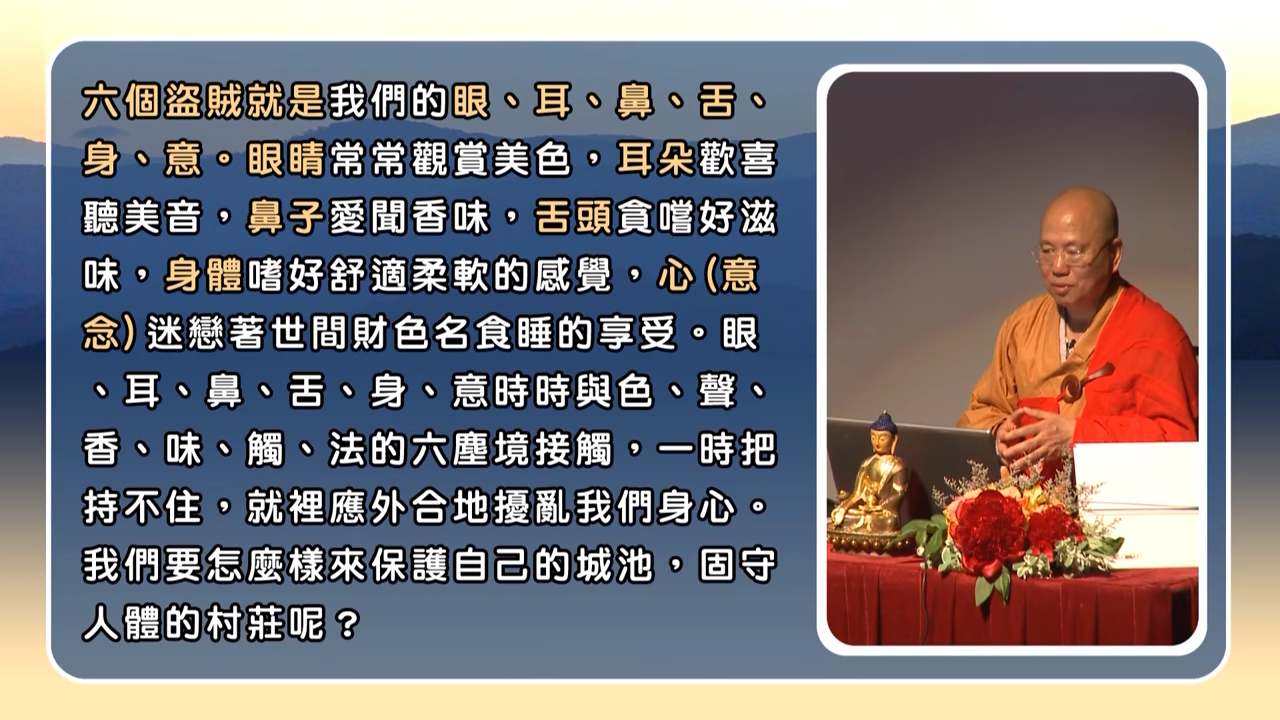 六個盜賊就是我們的眼、耳、鼻、舌、
身、意。眼睛常常觀賞美色，耳朵歡喜
聽美音，鼻子愛聞香味，舌頭貪嚐好滋
味，身體嗜好舒適柔軟的感覺，心(意
念)迷戀著世間財色名食睡的享受。眼
、耳、鼻、舌、身、意時時與色、聲、
香、味、觸、法的六塵境接觸，一時把
持不住，就裡應外合地擾亂我們身心。
我們要怎麼樣來保護自己的城池，固守
人體的村莊呢？